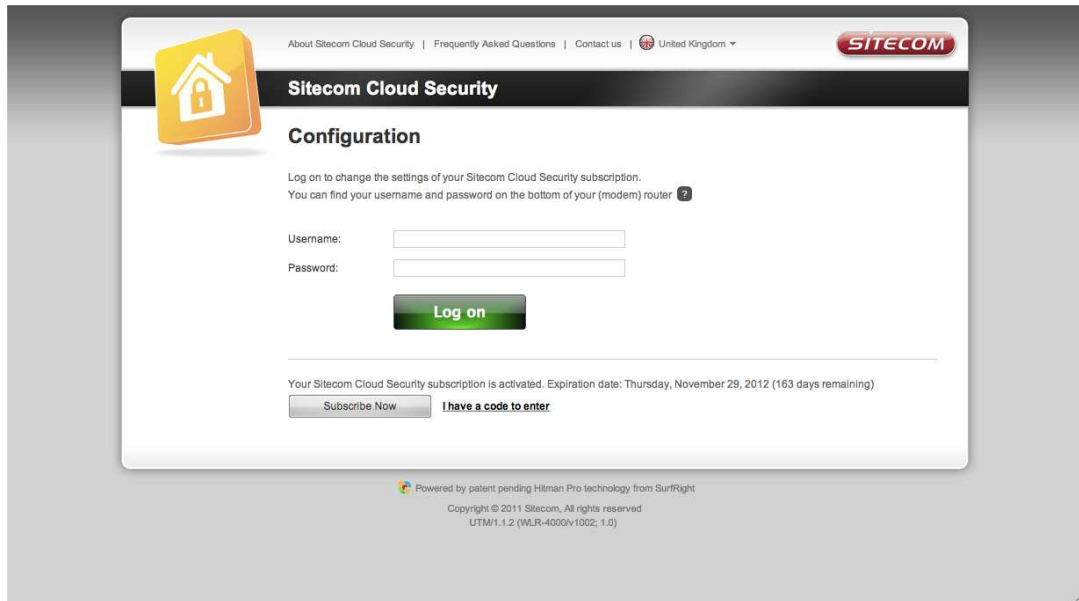 About Sitecom Cloud Security | Frequently Asked Questions | Contact us | United Kingdom
SITECOM
Sitecom Cloud Security
Configuration
Log on to change the settings of your Sitecom Cloud Security subscription.
You can find your username and password on the bottom of your (modem) router ?
Username:
Password:
Log on
Your Sitecom Cloud Security subscription is activated. Expiration date: Thursday, November 29, 2012 (163 days remaining)
Subscribe Now I have a code to enter
Powered by patent pending Hitman Pro technology from SurfRight
Copyright © 2011 Sitecom, All rights reserved
UTM/1.1.2 (WLR-4000/v1002; 1.0)